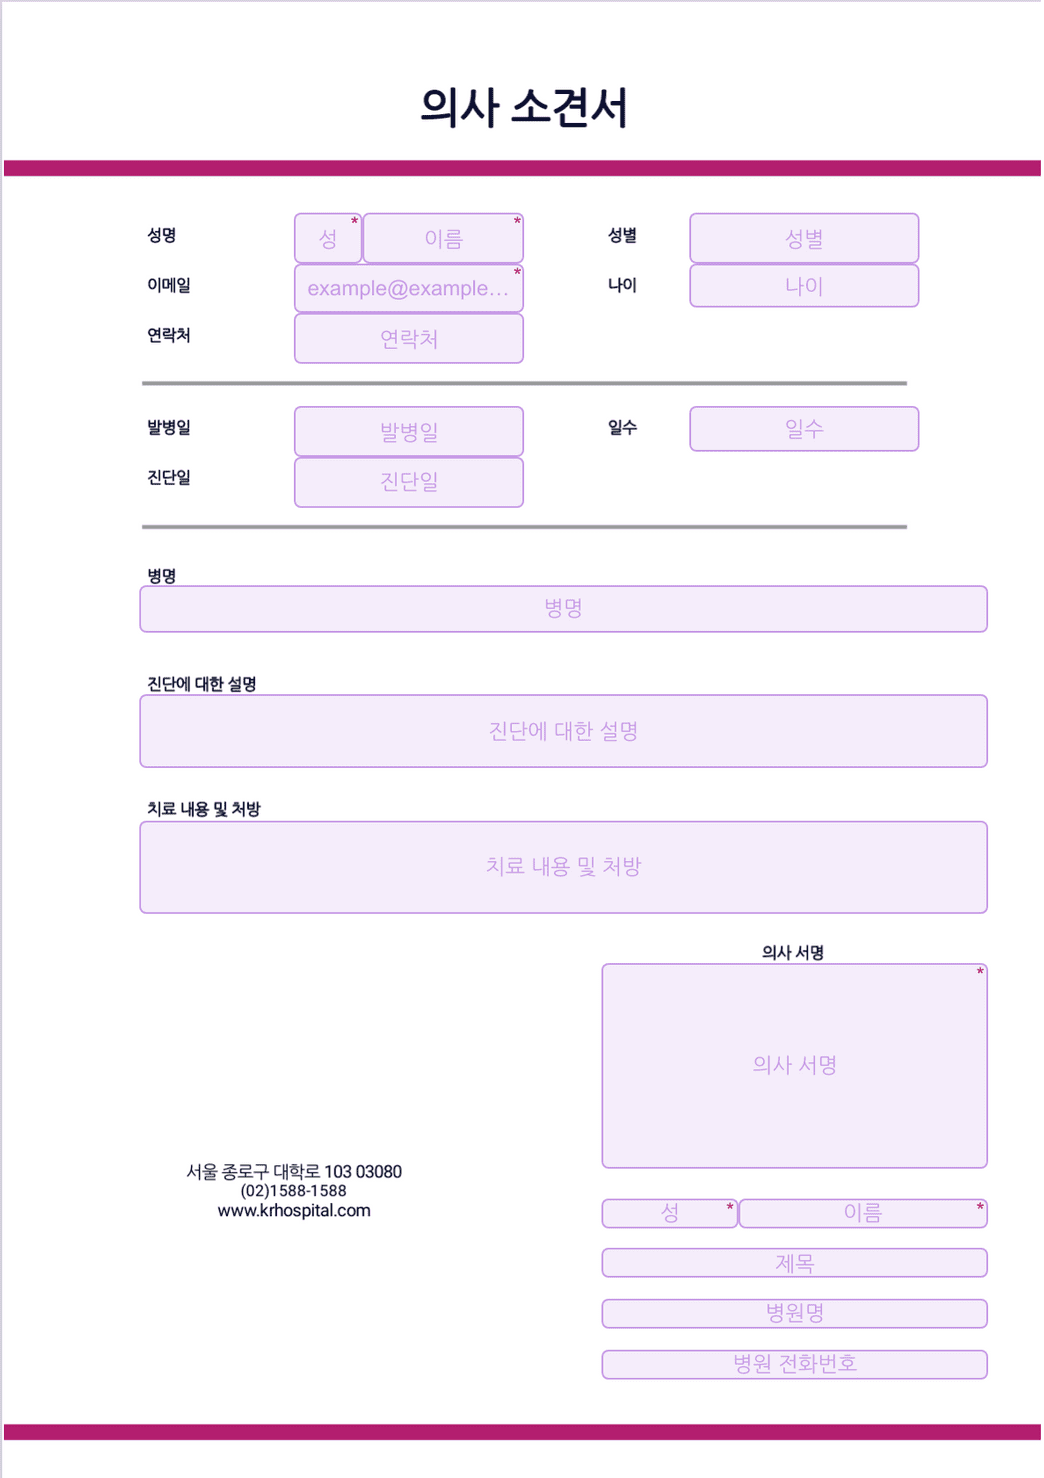 의사 소견서
성명 성* 이름* 성별 성별
이메일 example@example...* 나이 나이
연락처 연락처
발병일 발병일 일수 일수
진단일 진단일
병명
병명
진단에 대한 설명
진단에 대한 설명
치료 내용 및 처방
치료 내용 및 처방
의사 서명
*
의사 서명
서울 종로구 대학로 103 03080
(02)1588-1588
www.krhospital.com
성* 이름*
제목
병원명
병원 전화번호